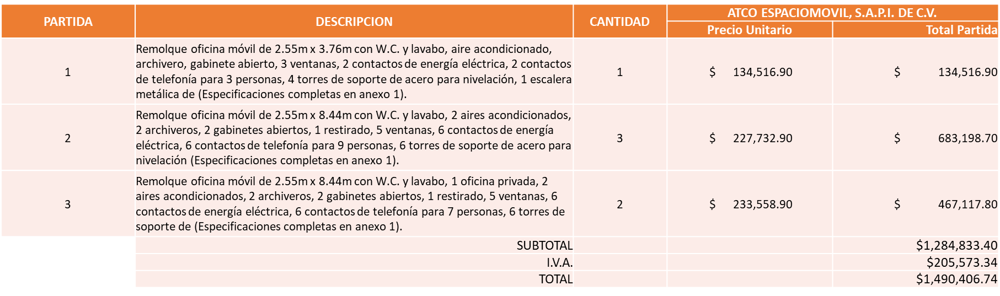 PARTIDA DESCRIPCION CANTIDAD ATCO ESPACIOMOVIL, S.A.P.I. DE C.V.
Precio Unitario Total Partida
1
Remolque oficina móvil de 2.55m x 3.76m con W.C. y lavabo, aire acondicionado,
archivero, gabinete abierto, 3 ventanas, 2 contactos de energía eléctrica, 2 contactos
de telefonía para 3 personas, 4 torres de soporte de acero para nivelación, 1 escalera
metálica de (Especificaciones completas en anexo 1).
1 $ 134,516.90 $ 134,516.90
2
Remolque oficina móvil de 2.55m x 8.44m con W.C. y lavabo, 2 aires acondicionados,
2 archiveros, 2 gabinetes abiertos, 1 restirado, 5 ventanas, 6 contactos de energía
eléctrica, 6 contactos de telefonía para 9 personas, 6 torres de soporte de acero para
nivelación (Especificaciones completas en anexo 1).
3 $ 227,732.90 $ 683,198.70
3
Remolque oficina móvil de 2.55m x 8.44m con W.C. y lavabo, 1 oficina privada, 2
aires acondicionados, 2 archiveros, 2 gabinetes abiertos, 1 restirado, 5 ventanas, 6
contactos de energía eléctrica, 6 contactos de telefonía para 7 personas, 6 torres de
soporte de (Especificaciones completas en anexo 1).
2 $ 233,558.90 $ 467,117.80
SUBTOTAL $1,284,833.40
I.V.A. $205,573.34
TOTAL $1,490,406.74